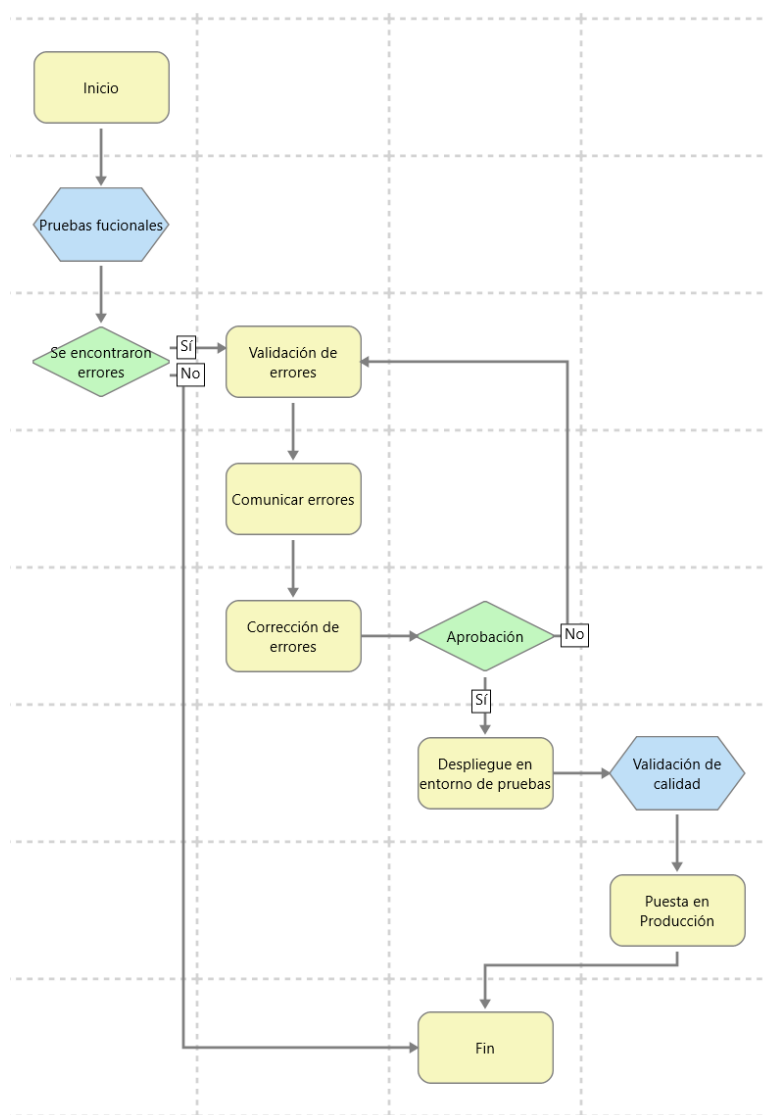 Inicio
Pruebas fucionales
Se encontraron
errores
Sí
No
Validación de
errores
Comunicar errores
Corrección de
errores
Aprobación
No
Sí
Despliegue en
entorno de pruebas
Validación de
calidad
Puesta en
Producción
Fin